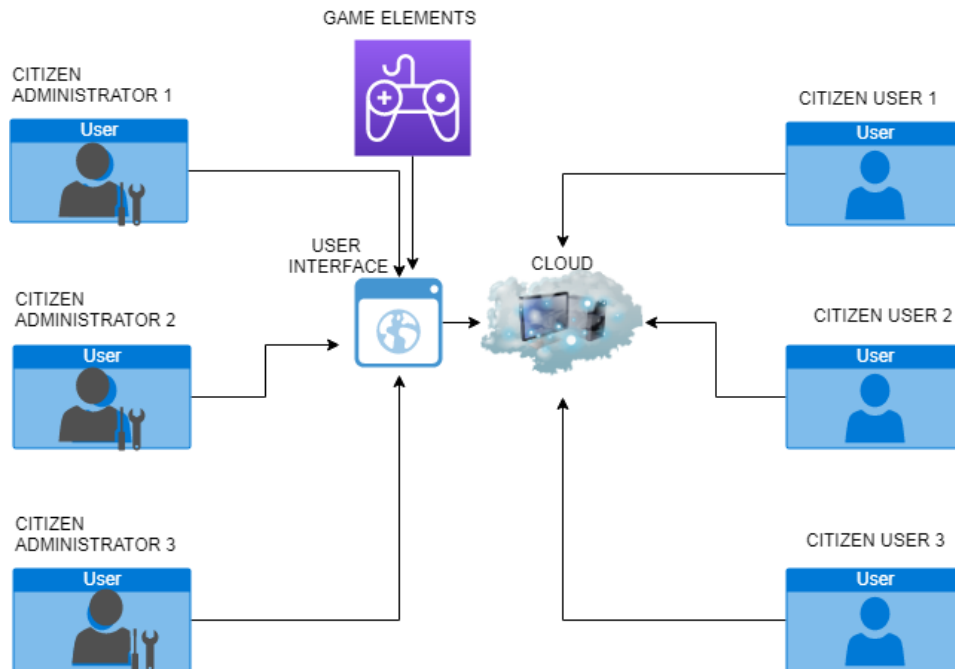 GAME ELEMENTS
CITIZEN
ADMINISTRATOR 1
User
CITIZEN USER 1
User
USER
INTERFACE
CLOUD
CITIZEN
ADMINISTRATOR 2
User
CITIZEN USER 2
User
CITIZEN
ADMINISTRATOR 3
User
CITIZEN USER 3
User